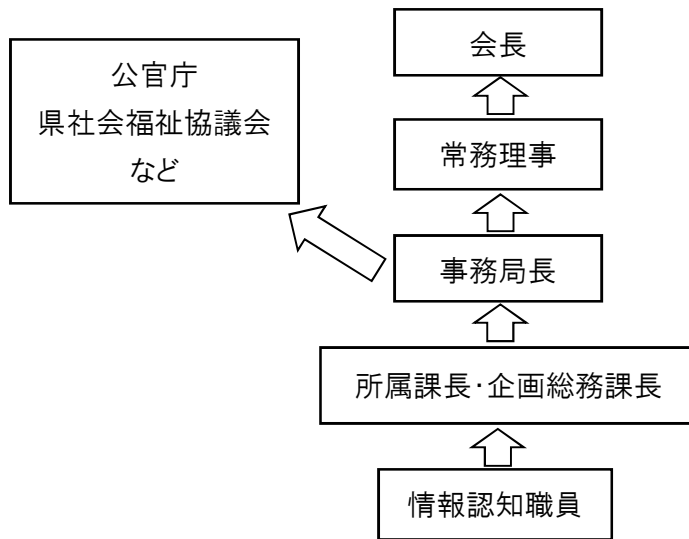 公官庁
県社会福祉協議会
など
会長
常務理事
事務局長
所属課長・企画総務課長
情報認知職員